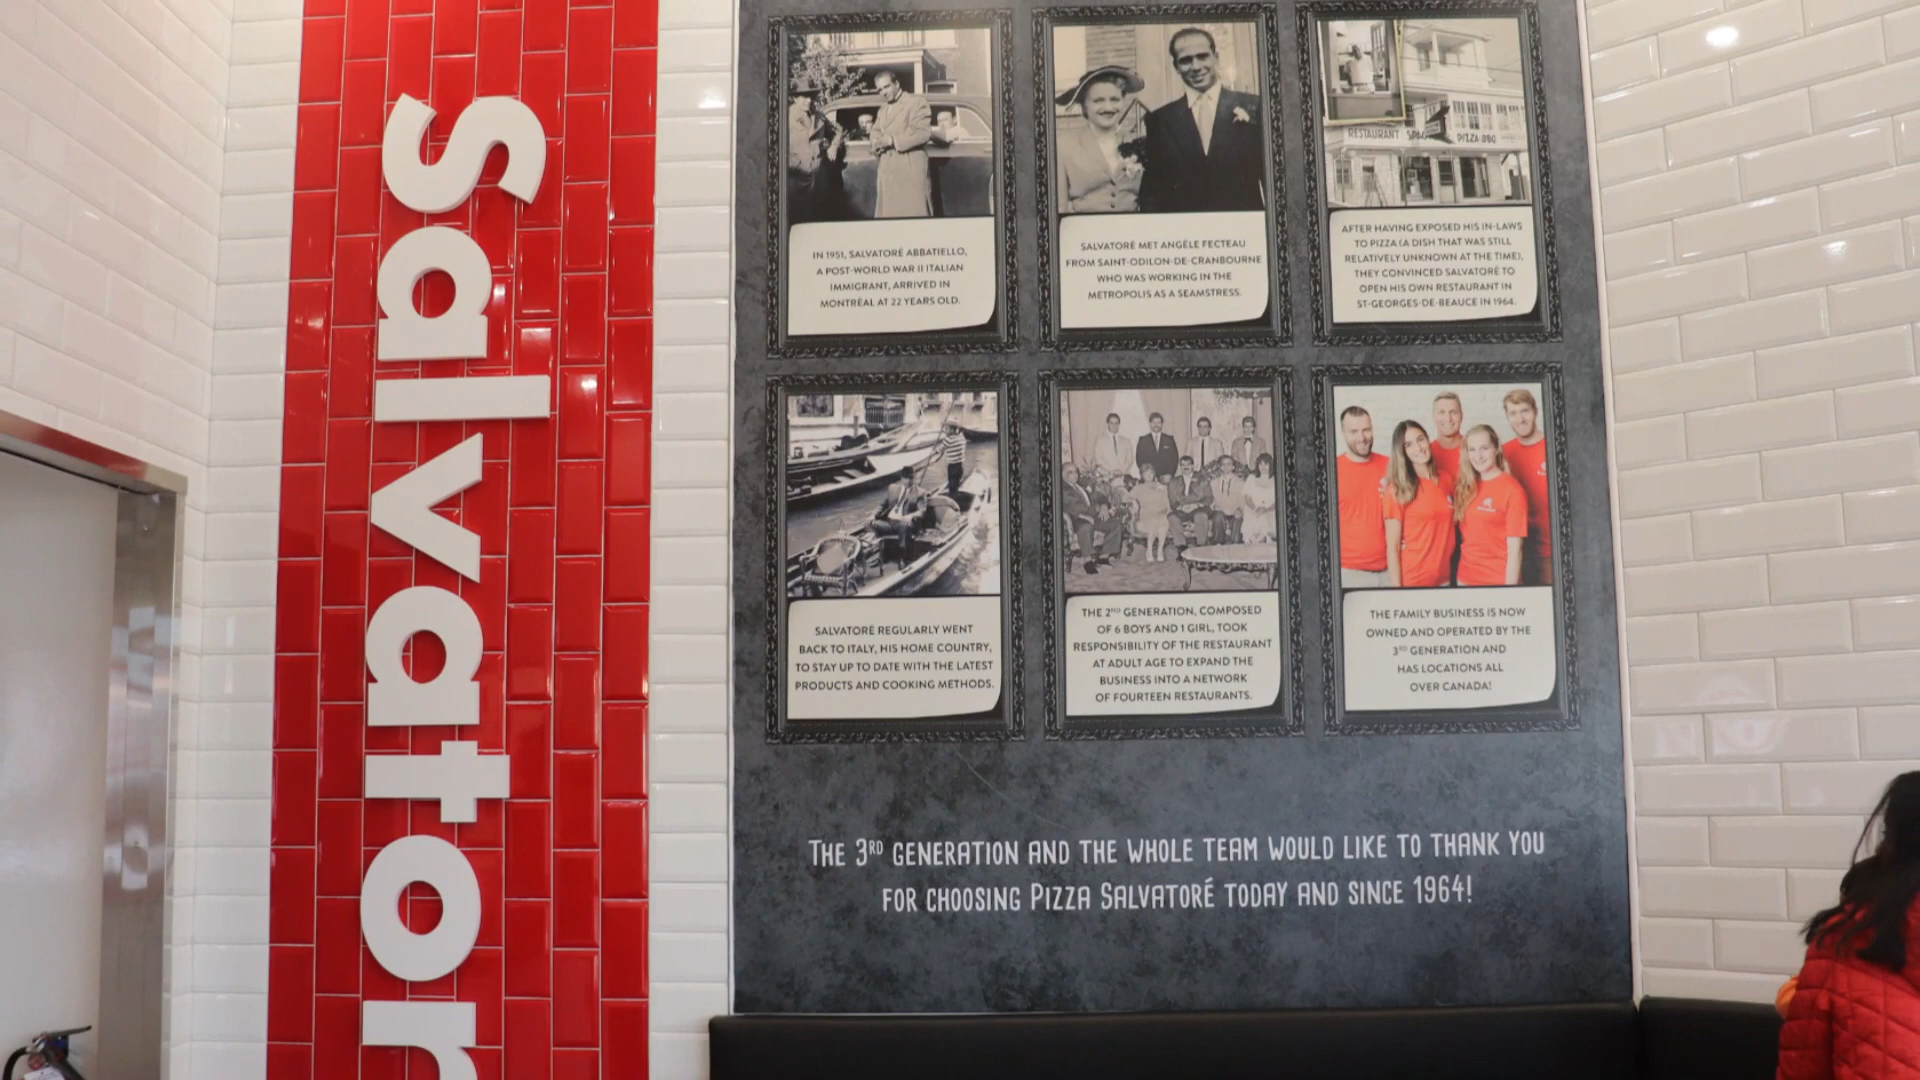 Salvator
IN 1951, SALVATORÉ ABBATIELLO,
A POST-WORLD WAR II ITALIAN
IMMIGRANT, ARRIVED IN
MONTRÉAL AT 22 YEARS OLD.
SALVATORÉ MET ANGÈLE FECTEAU
FROM SAINT-ODILON-DE-CRANBOURNE
WHO WAS WORKING IN THE
METROPOLIS AS A SEAMSTRESS.
RESTAURANT SPAG PIZZA-BBQ
AFTER HAVING EXPOSED HIS IN-LAWS
TO PIZZA (A DISH THAT WAS STILL
RELATIVELY UNKNOWN AT THE TIME),
THEY CONVINCED SALVATORÉ TO
OPEN HIS OWN RESTAURANT IN
ST-GEORGES-DE-BEAUCE IN 1964.
SALVATORÉ REGULARLY WENT
BACK TO ITALY, HIS HOME COUNTRY,
TO STAY UP TO DATE WITH THE LATEST
PRODUCTS AND COOKING METHODS.
THE 2ND GENERATION, COMPOSED
OF 6 BOYS AND 1 GIRL, TOOK
RESPONSIBILITY OF THE RESTAURANT
AT ADULT AGE TO EXPAND THE
BUSINESS INTO A NETWORK
OF FOURTEEN RESTAURANTS.
THE FAMILY BUSINESS IS NOW
OWNED AND OPERATED BY THE
3RD GENERATION AND
HAS LOCATIONS ALL
OVER CANADA!
THE 3RD GENERATION AND THE WHOLE TEAM WOULD LIKE TO THANK YOU
FOR CHOOSING PIZZA SALVATORÉ TODAY AND SINCE 1964!